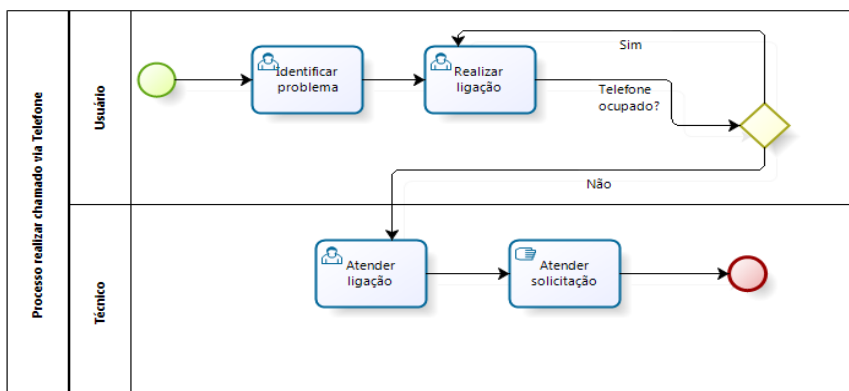 Processo realizar chamado via Telefone
Usuário
Identificar
problema
Realizar
ligação
Sim
Telefone
ocupado?
Não
Técnico
Atender
ligação
Atender
solicitação